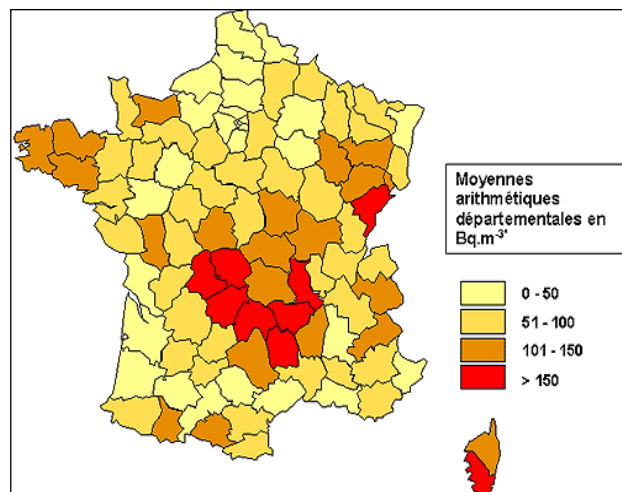 Moyennes
arithmétiques
départementales en
Bq.m-3*
0 - 50
51 - 100
101 - 150
> 150